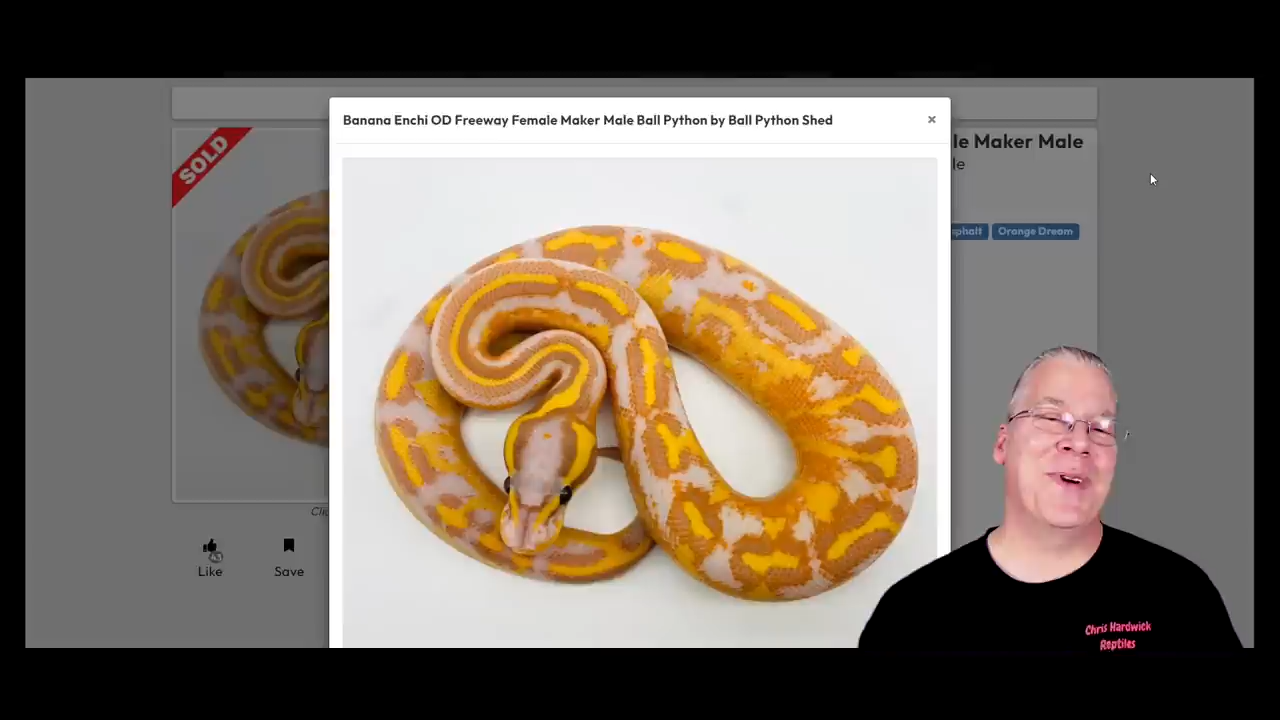 Banana Enchi OD Freeway Female Maker Male Ball Python by Ball Python Shed
×
SOLD
le Maker Male
le
sphalt
Orange Dream
Like
Save
Chris Hardwick
Reptiles